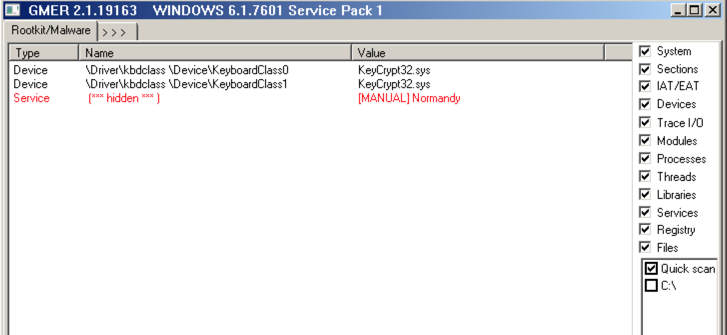 GMER 2.1.19163 WINDOWS 6.1.7601 Service Pack 1
Rootkit/Malware > > >
Type Name Value
Device \Driver\kbdclass \Device\KeyboardClass0 KeyCrypt32.sys
Device \Driver\kbdclass \Device\KeyboardClass1 KeyCrypt32.sys
Service (*** hidden *** ) [MANUAL] Normandy
System
Sections
IAT/EAT
Devices
Trace I/O
Modules
Processes
Threads
Libraries
Services
Registry
Files
Quick scan
C:\